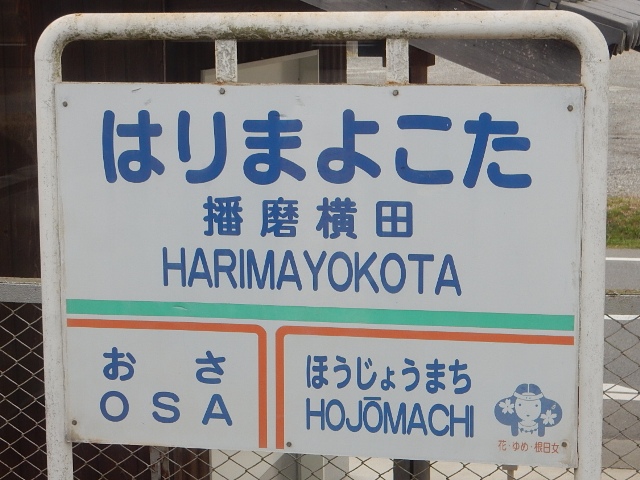 はりまよこた
播磨横田
HARIMAYOKOTA
おさ
OSA
ほうじょうまち
HOJŌMACHI
花・ゆめ・根日女